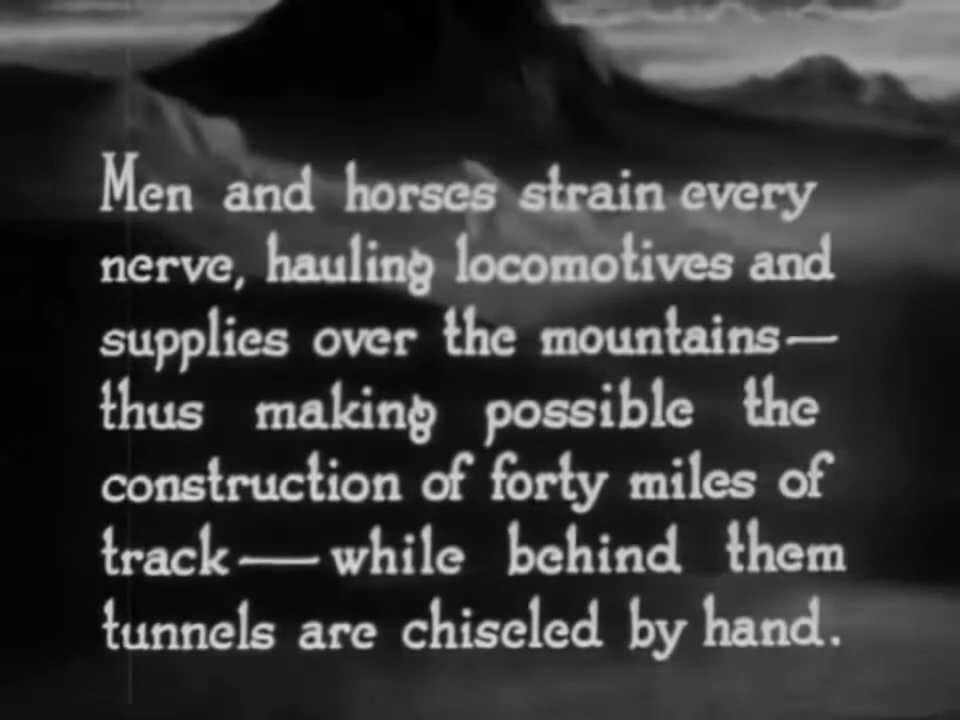 Men and horses strain every
nerve, hauling locomotives and
supplies over the mountains—
thus making possible the
construction of forty miles of
track—while behind them
tunnels are chiseled by hand.